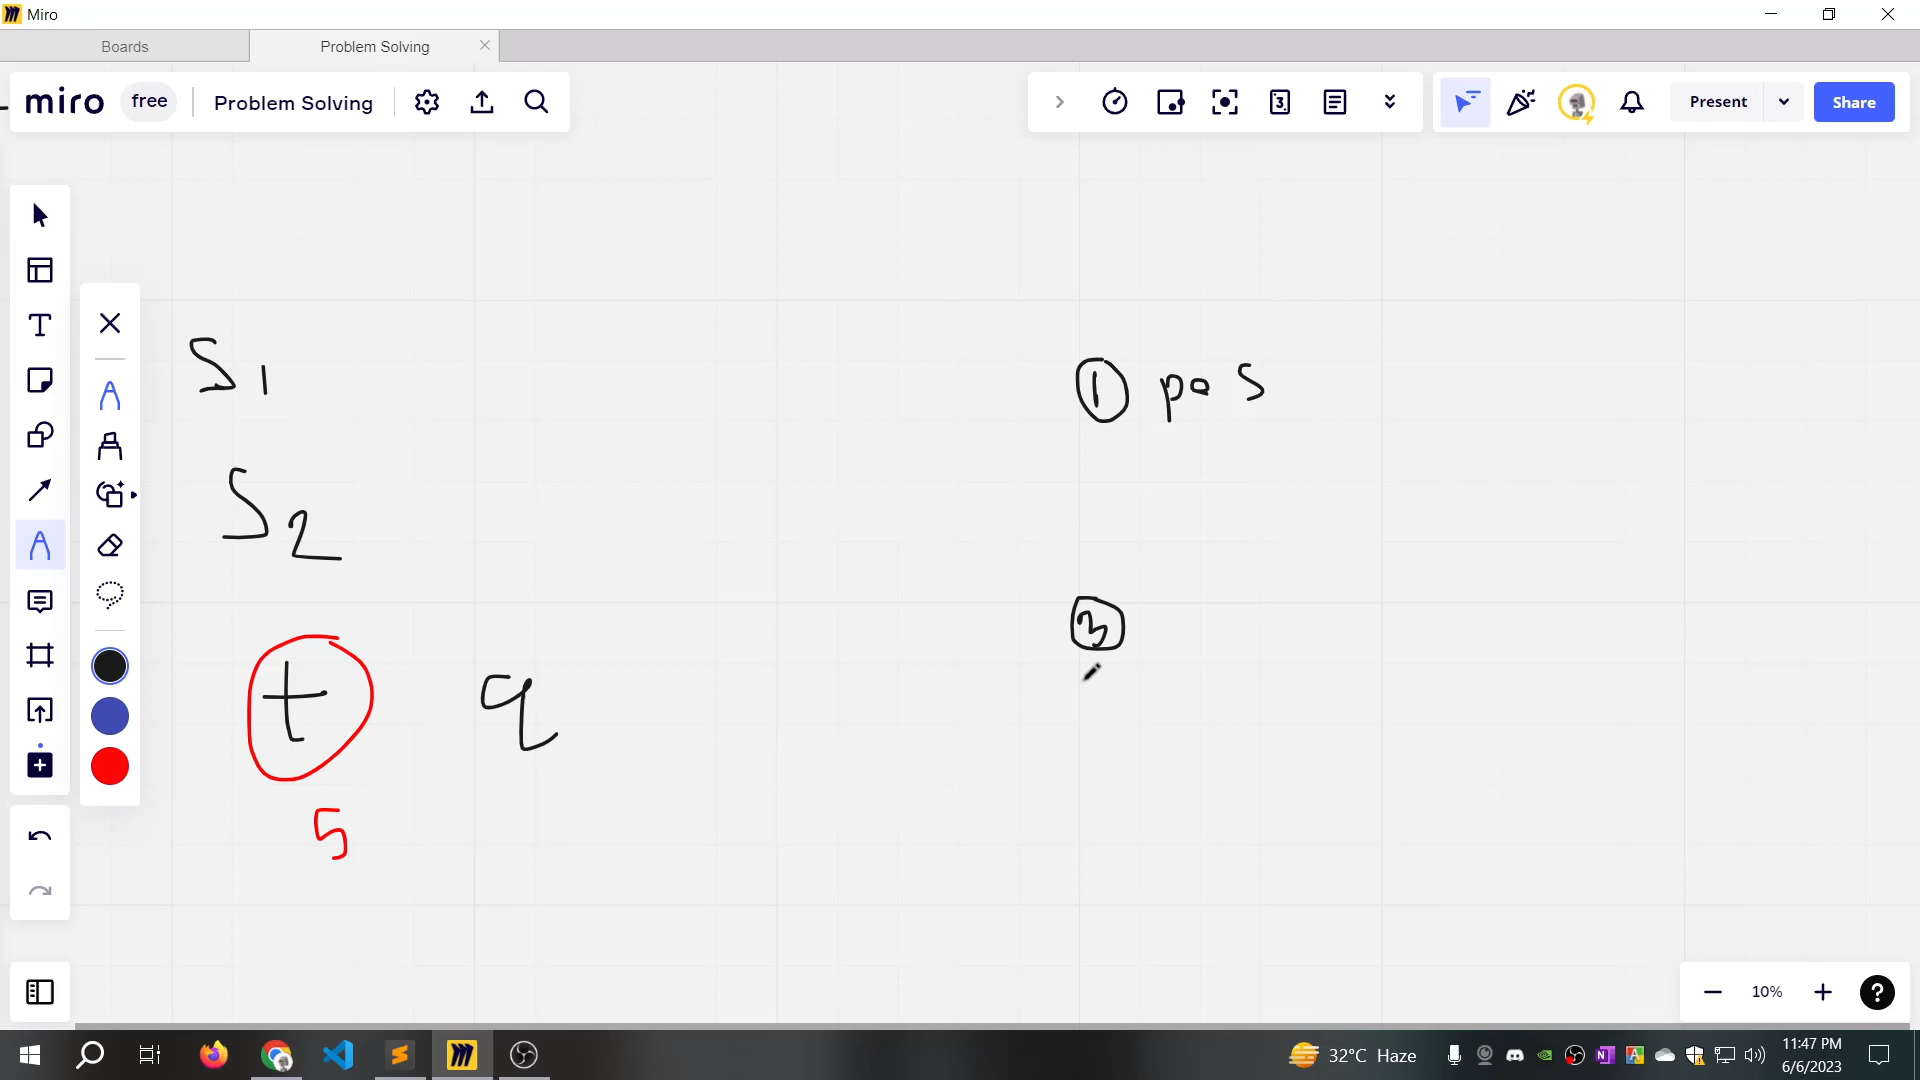 Miro
Boards
Problem Solving
miro
free
Problem Solving
3
Present
Share
S1
① pos
S2
③
t
q
5
10%
?
32°C Haze
11:47 PM
6/6/2023